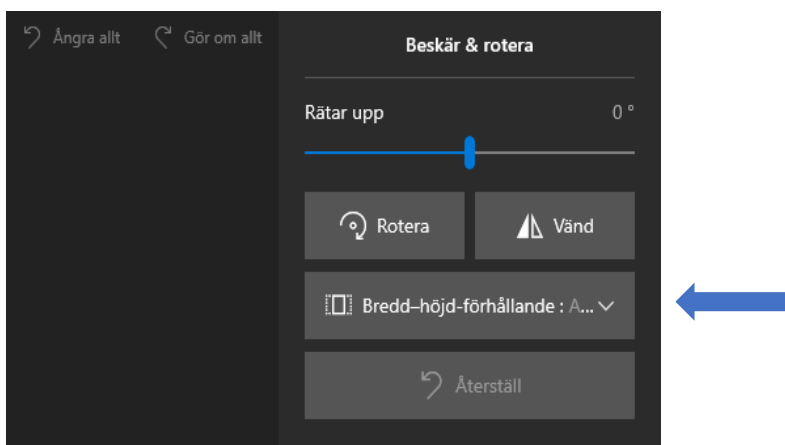 Ångra allt Gör om allt
Beskär & rotera
Rätar upp 0 °
Rotera Vänd
Bredd–höjd-förhållande : A...
Återställ